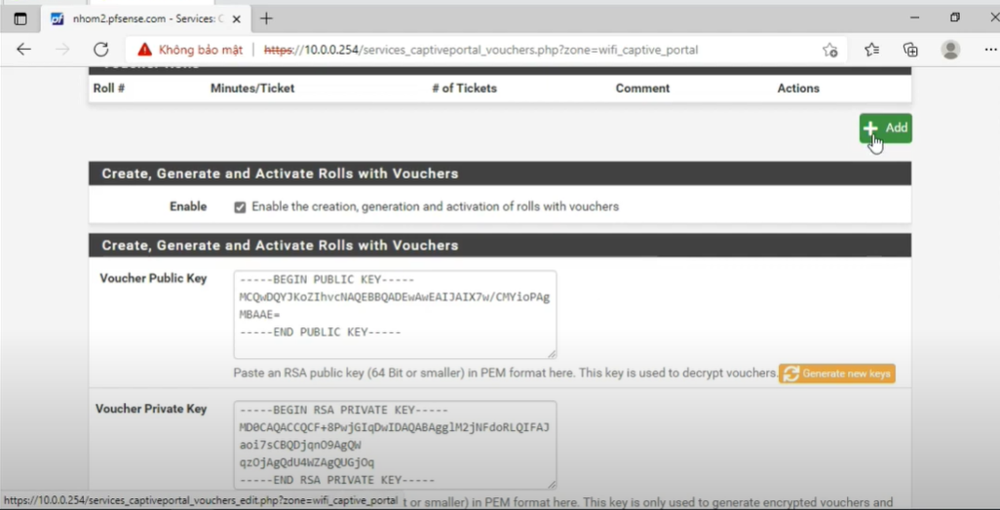 nhom2.pfsense.com - Services: C
Không bảo mật
https://10.0.0.254/services_captiveportal_vouchers.php?zone=wifi_captive_portal
Roll # Minutes/Ticket # of Tickets Comment Actions
Add
Create, Generate and Activate Rolls with Vouchers
Enable Enable the creation, generation and activation of rolls with vouchers
Create, Generate and Activate Rolls with Vouchers
Voucher Public Key
-----BEGIN PUBLIC KEY-----
MCQwDQYJKoZIhvcNAQEBBQADEwAwEAIJAIX7w/CMYioPAg
MBAAE=
-----END PUBLIC KEY-----
Paste an RSA public key (64 Bit or smaller) in PEM format here. This key is used to decrypt vouchers.
Generate new keys
Voucher Private Key
-----BEGIN RSA PRIVATE KEY-----
MD0CAQACCQCF+8PwjGIqDwIDAQABAgglM2jNFdoRLQIFAJ
aoi7sCBQDjqnO9AgQW
qzOjAgQdU4WZAgQUGjOq
-----END RSA PRIVATE KEY-----
https://10.0.0.254/services_captiveportal_vouchers_edit.php?zone=wifi_captive_portal
t or smaller) in PEM format here. This key is only used to generate encrypted vouchers and